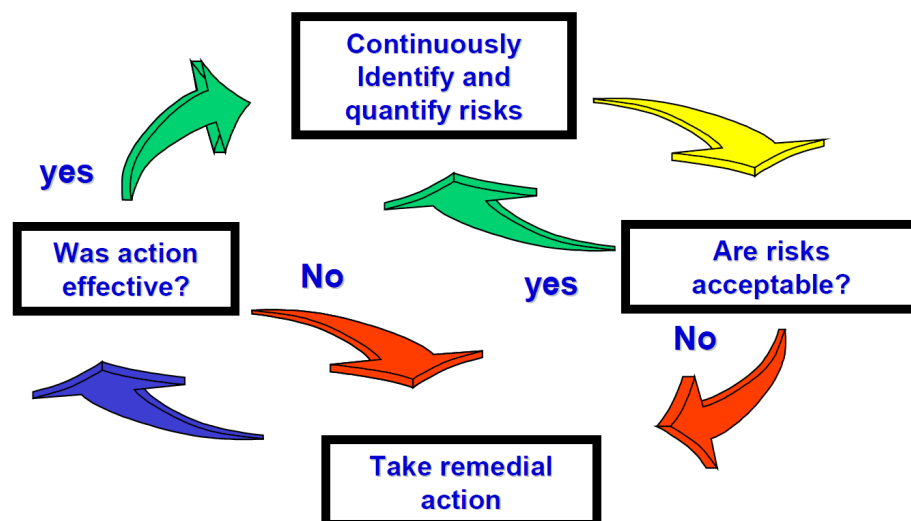 Continuously
Identify and
quantify risks
yes
Was action
effective?
No
yes
Are risks
acceptable?
No
Take remedial
action